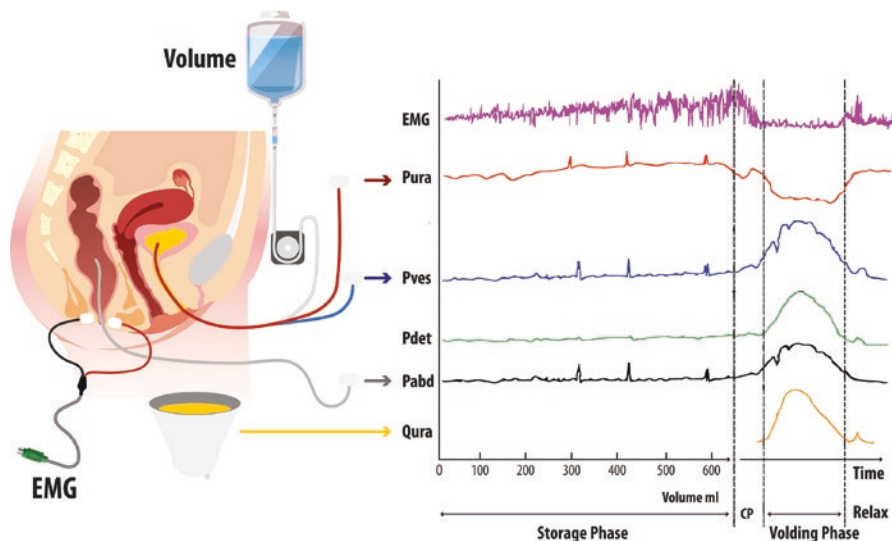 Volume
EMG
EMG
Pura
Pves
Pdet
Pabd
Qura
0 100 200 300 400 500 600
Time
Volume ml
CP
Relax
Storage Phase
Volding Phase